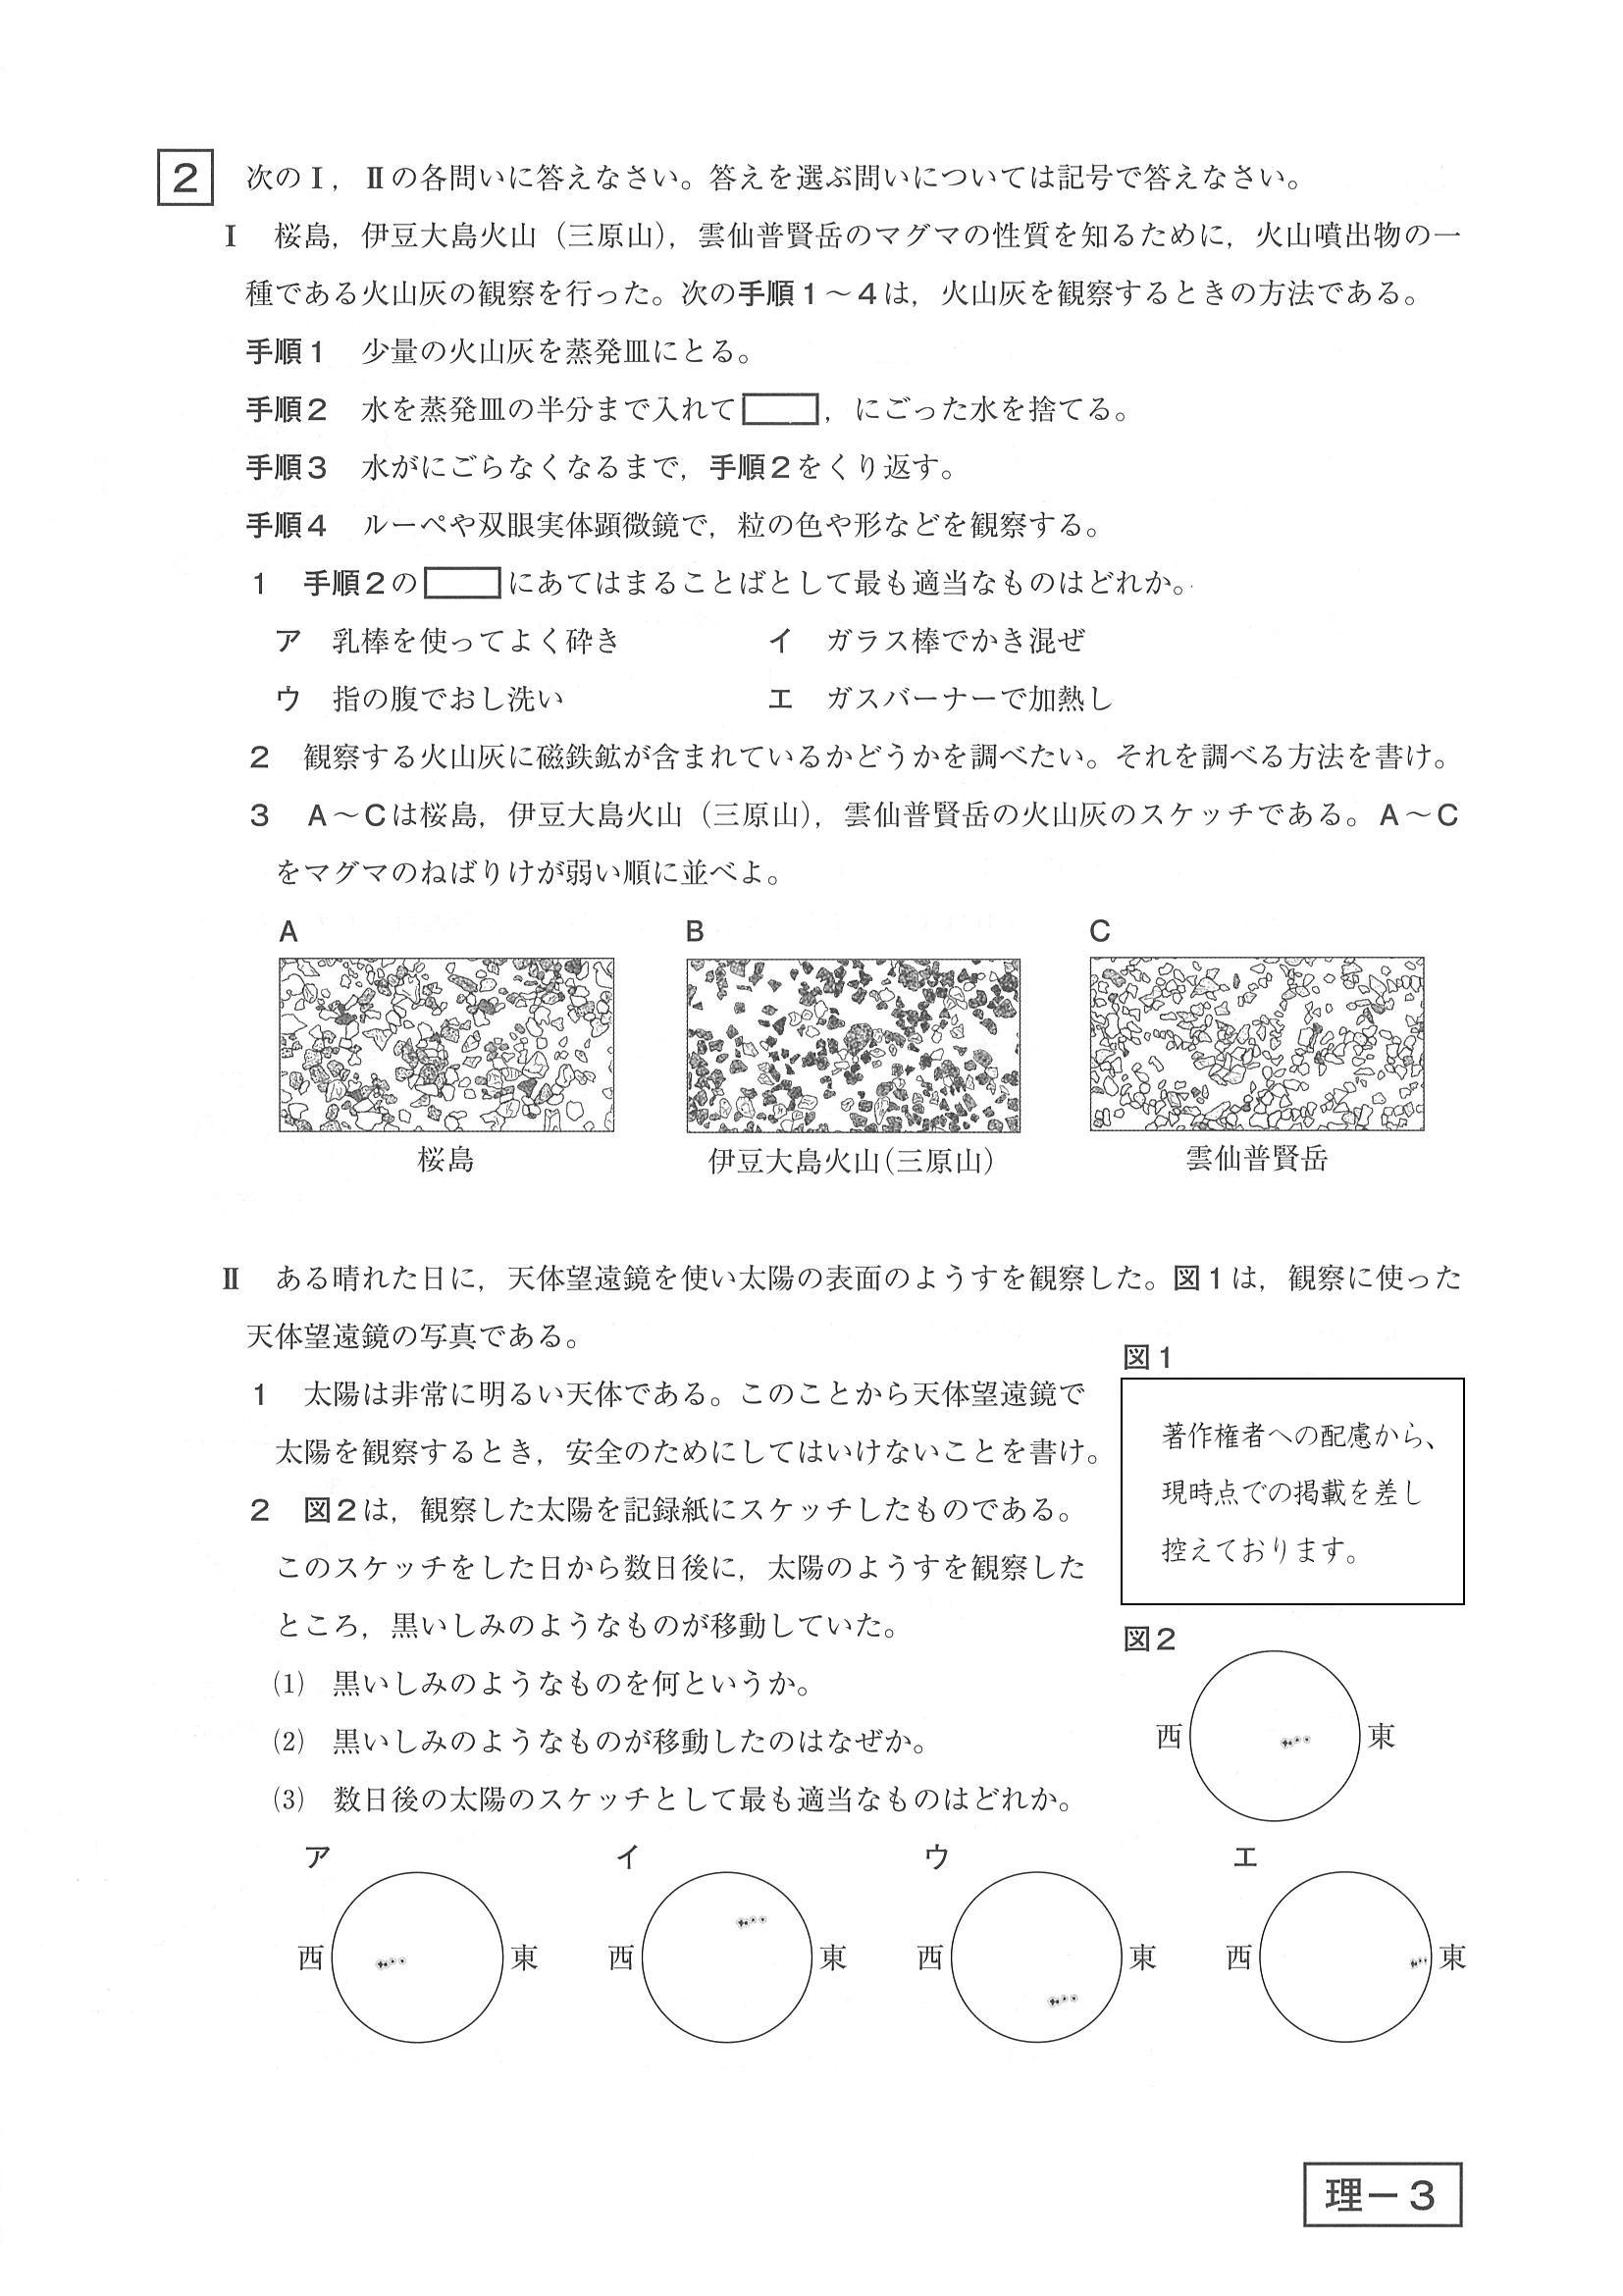 2 次のⅠ，Ⅱの各問いに答えなさい。答えを選ぶ問いについては記号で答えなさい。
Ⅰ 桜島，伊豆大島火山（三原山），雲仙普賢岳のマグマの性質を知るために，火山噴出物の一
種である火山灰の観察を行った。次の手順１～４は，火山灰を観察するときの方法である。
手順１ 少量の火山灰を蒸発皿にとる。
手順２ 水を蒸発皿の半分まで入れて　　　，にごった水を捨てる。
手順３ 水がにごらなくなるまで，手順２をくり返す。
手順４ ルーペや双眼実体顕微鏡で，粒の色や形などを観察する。
１ 手順２の　　　にあてはまることばとして最も適当なものはどれか。
ア 乳棒を使ってよく砕き イ ガラス棒でかき混ぜ
ウ 指の腹でおし洗い エ ガスバーナーで加熱し
２ 観察する火山灰に磁鉄鉱が含まれているかどうかを調べたい。それを調べる方法を書け。
３ Ａ～Ｃは桜島，伊豆大島火山（三原山），雲仙普賢岳の火山灰のスケッチである。Ａ～Ｃ
をマグマのねばりけが弱い順に並べよ。
A B C
桜島 伊豆大島火山(三原山) 雲仙普賢岳
Ⅱ ある晴れた日に，天体望遠鏡を使い太陽の表面のようすを観察した。図１は，観察に使った
天体望遠鏡の写真である。
図１
著作権者への配慮から、
現時点での掲載を差し
控えております。
１ 太陽は非常に明るい天体である。このことから天体望遠鏡で
太陽を観察するとき，安全のためにしてはいけないことを書け。
２ 図２は，観察した太陽を記録紙にスケッチしたものである。
このスケッチをした日から数日後に，太陽のようすを観察した
ところ，黒いしみのようなものが移動していた。
図２
西 東
⑴ 黒いしみのようなものを何というか。
⑵ 黒いしみのようなものが移動したのはなぜか。
⑶ 数日後の太陽のスケッチとして最も適当なものはどれか。
ア イ ウ エ
西 東 西 東 西 東 西 東
理－3